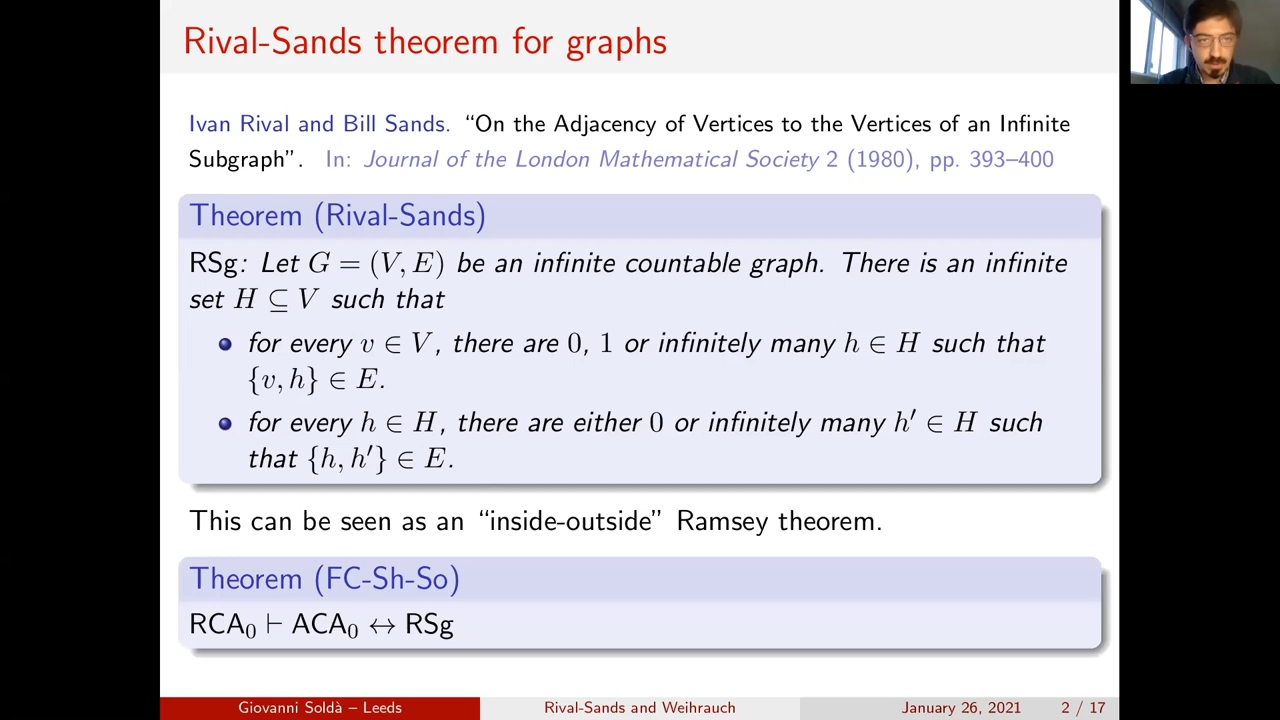 Rival-Sands theorem for graphs
Ivan Rival and Bill Sands. “On the Adjacency of Vertices to the Vertices of an Infinite
Subgraph”. In: Journal of the London Mathematical Society 2 (1980), pp. 393–400
Theorem (Rival-Sands)
RSg: Let G = (V, E) be an infinite countable graph. There is an infinite
set H ⊆ V such that
for every v ∈ V, there are 0, 1 or infinitely many h ∈ H such that
{v, h} ∈ E.
for every h ∈ H, there are either 0 or infinitely many h′ ∈ H such
that {h, h′} ∈ E.
This can be seen as an “inside-outside” Ramsey theorem.
Theorem (FC-Sh-So)
RCA₀ ⊢ ACA₀ ↔ RSg
Giovanni Soldà – Leeds Rival-Sands and Weihrauch January 26, 2021 2 / 17